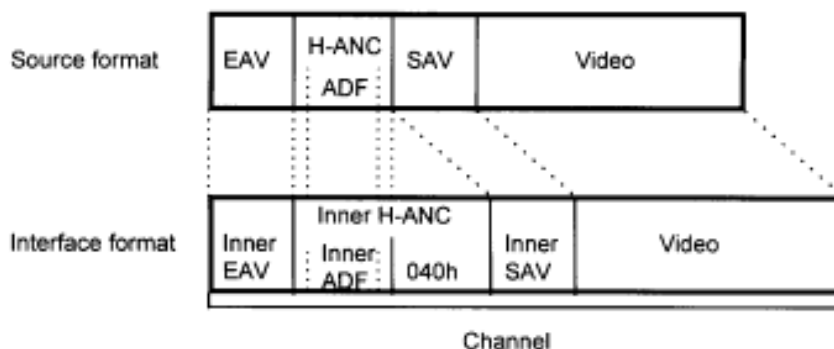 Source format
EAV
H-ANC
ADF
SAV
Video
Interface format
Inner H-ANC
Inner
EAV
Inner
ADF
040h
Inner
SAV
Video
Channel